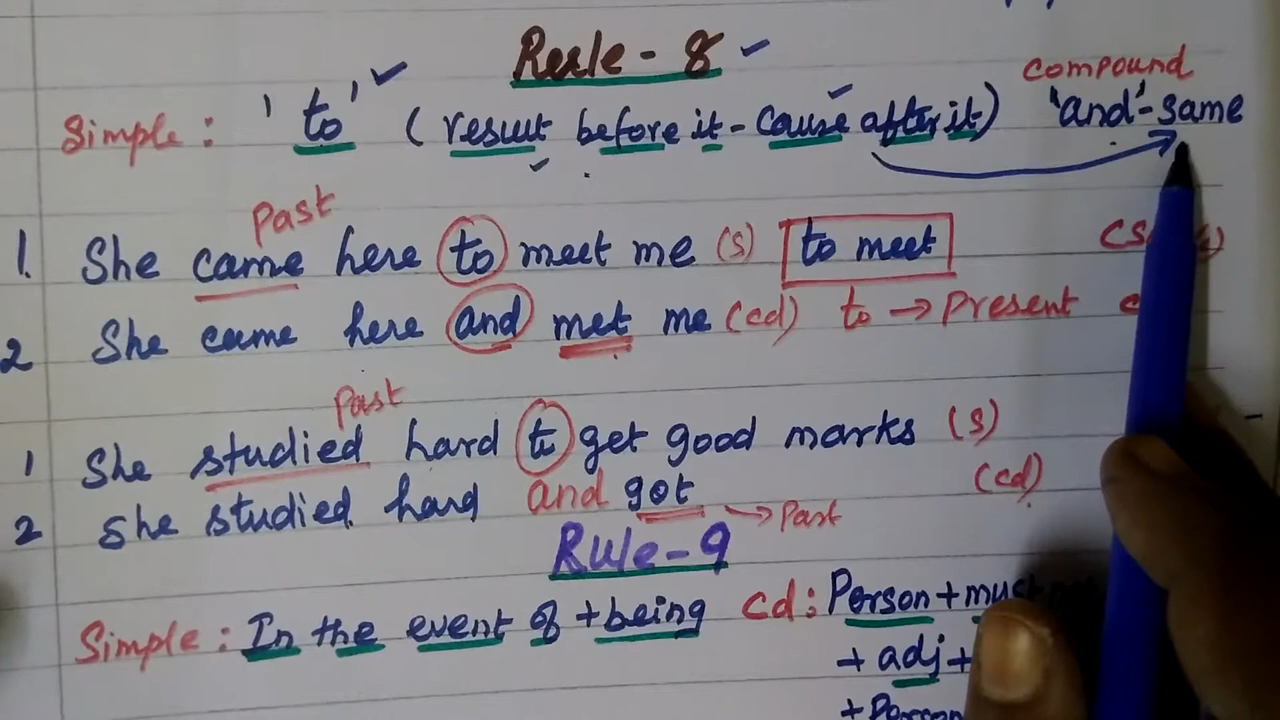 Rule - 8
compound
Simple : 'to' ( result before it - cause after it) 'and'-same
Past
1. She came here to meet me (s) to meet
2 She came here and met me (cd) to → Present
Past
1 She studied hard to get good marks (s)
2 She studied hard and got → Past (cd)
Rule-9
Simple : In the event of + being cd : Person + must
+ adj +
+ Person